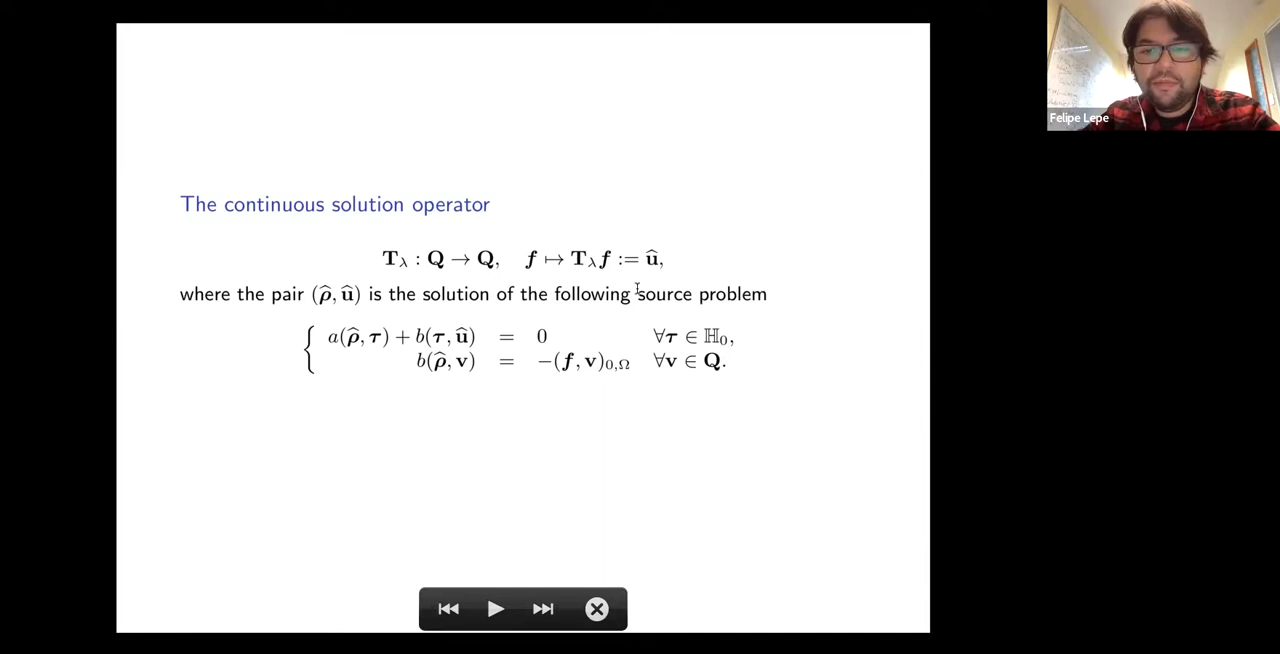 Felipe Lepe
The continuous solution operator
𝐓_λ : 𝐐 → 𝐐, 𝒇 ↦ 𝐓_λ 𝒇 := 𝐮̂,
where the pair (𝝆̂, 𝐮̂) is the solution of the following source problem
a(𝝆̂, 𝝉) + b(𝝉, 𝐮̂) = 0 ∀𝝉 ∈ ℍ₀,
b(𝝆̂, 𝐯) = −(𝒇, 𝐯)₀,Ω ∀𝐯 ∈ 𝐐.